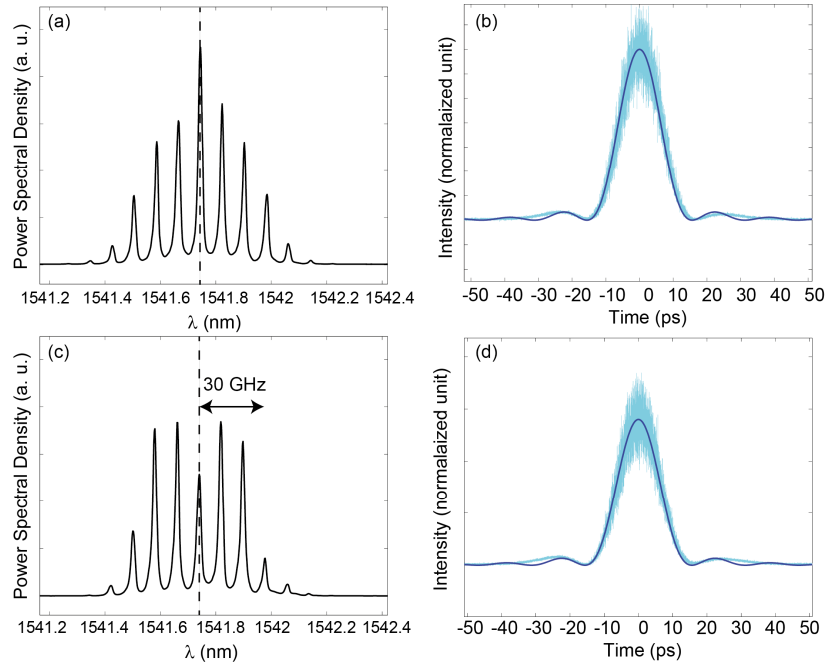 (a)
Power Spectral Density (a. u.)
1541.2 1541.4 1541.6 1541.8 1542 1542.2 1542.4
λ (nm)
(b)
Intensity (normalaized unit)
-50 -40 -30 -20 -10 0 10 20 30 40 50
Time (ps)
(c)
30 GHz
Power Spectral Density (a. u.)
1541.2 1541.4 1541.6 1541.8 1542 1542.2 1542.4
λ (nm)
(d)
Intensity (normalaized unit)
-50 -40 -30 -20 -10 0 10 20 30 40 50
Time (ps)